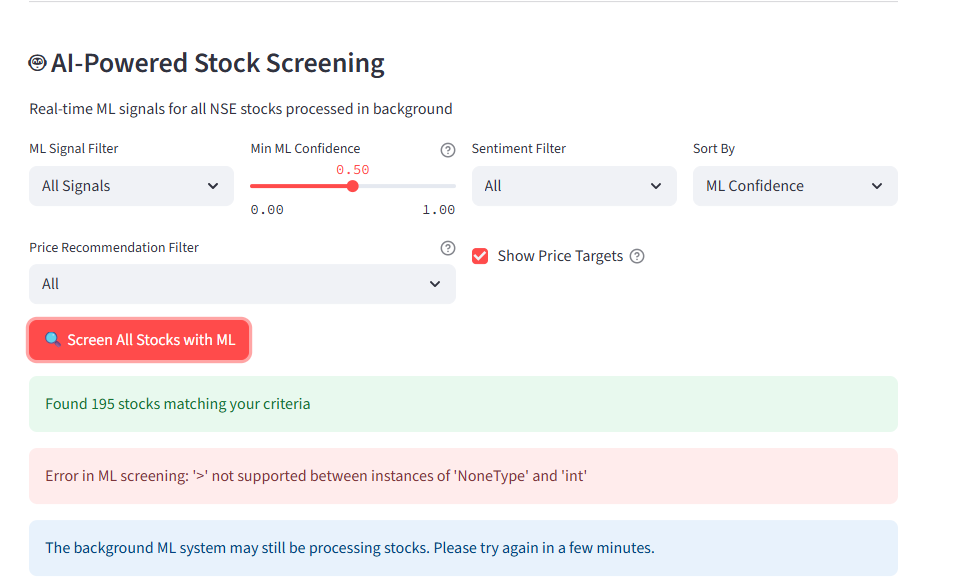 AI-Powered Stock Screening
Real-time ML signals for all NSE stocks processed in background
ML Signal Filter
All Signals
Min ML Confidence
0.50
0.00 1.00
Sentiment Filter
All
Sort By
ML Confidence
Price Recommendation Filter
All
Show Price Targets
Screen All Stocks with ML
Found 195 stocks matching your criteria
Error in ML screening: '>' not supported between instances of 'NoneType' and 'int'
The background ML system may still be processing stocks. Please try again in a few minutes.